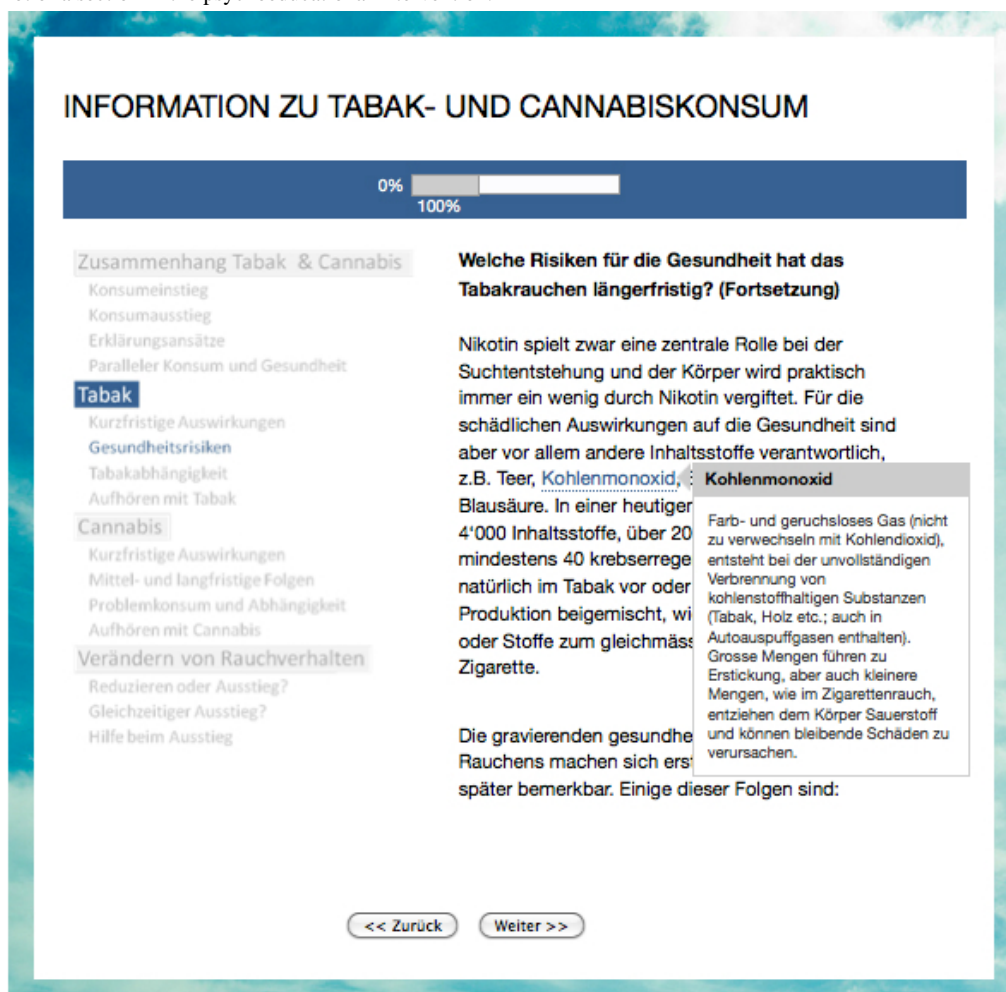 INFORMATION ZU TABAK- UND CANNABISKONSUM
0%
100%
Zusammenhang Tabak & Cannabis
Konsumeinstieg
Konsumausstieg
Erklärungsansätze
Paralleler Konsum und Gesundheit
Tabak
Kurzfristige Auswirkungen
Gesundheitsrisiken
Tabakabhängigkeit
Aufhören mit Tabak
Cannabis
Kurzfristige Auswirkungen
Mittel- und langfristige Folgen
Problemkonsum und Abhängigkeit
Aufhören mit Cannabis
Verändern von Rauchverhalten
Reduzieren oder Ausstieg?
Gleichzeitiger Ausstieg?
Hilfe beim Ausstieg
Welche Risiken für die Gesundheit hat das
Tabakrauchen längerfristig? (Fortsetzung)
Nikotin spielt zwar eine zentrale Rolle bei der
Suchtentstehung und der Körper wird praktisch
immer ein wenig durch Nikotin vergiftet. Für die
schädlichen Auswirkungen auf die Gesundheit sind
aber vor allem andere Inhaltsstoffe verantwortlich,
z.B. Teer, Kohlenmonoxid,
Blausäure. In einer heutigen
4'000 Inhaltsstoffe, über 20
mindestens 40 krebserrege
natürlich im Tabak vor oder
Produktion beigemischt, wi
oder Stoffe zum gleichmäss
Zigarette.
Die gravierenden gesundhe
Rauchens machen sich erst
später bemerkbar. Einige dieser Folgen sind:
Kohlenmonoxid
Farb- und geruchsloses Gas (nicht
zu verwechseln mit Kohlendioxid),
entsteht bei der unvollständigen
Verbrennung von
kohlenstoffhaltigen Substanzen
(Tabak, Holz etc.; auch in
Autoauspuffgasen enthalten).
Grosse Mengen führen zu
Erstickung, aber auch kleinere
Mengen, wie im Zigarettenrauch,
entziehen dem Körper Sauerstoff
und können bleibende Schäden zu
verursachen.
<< Zurück
Weiter >>